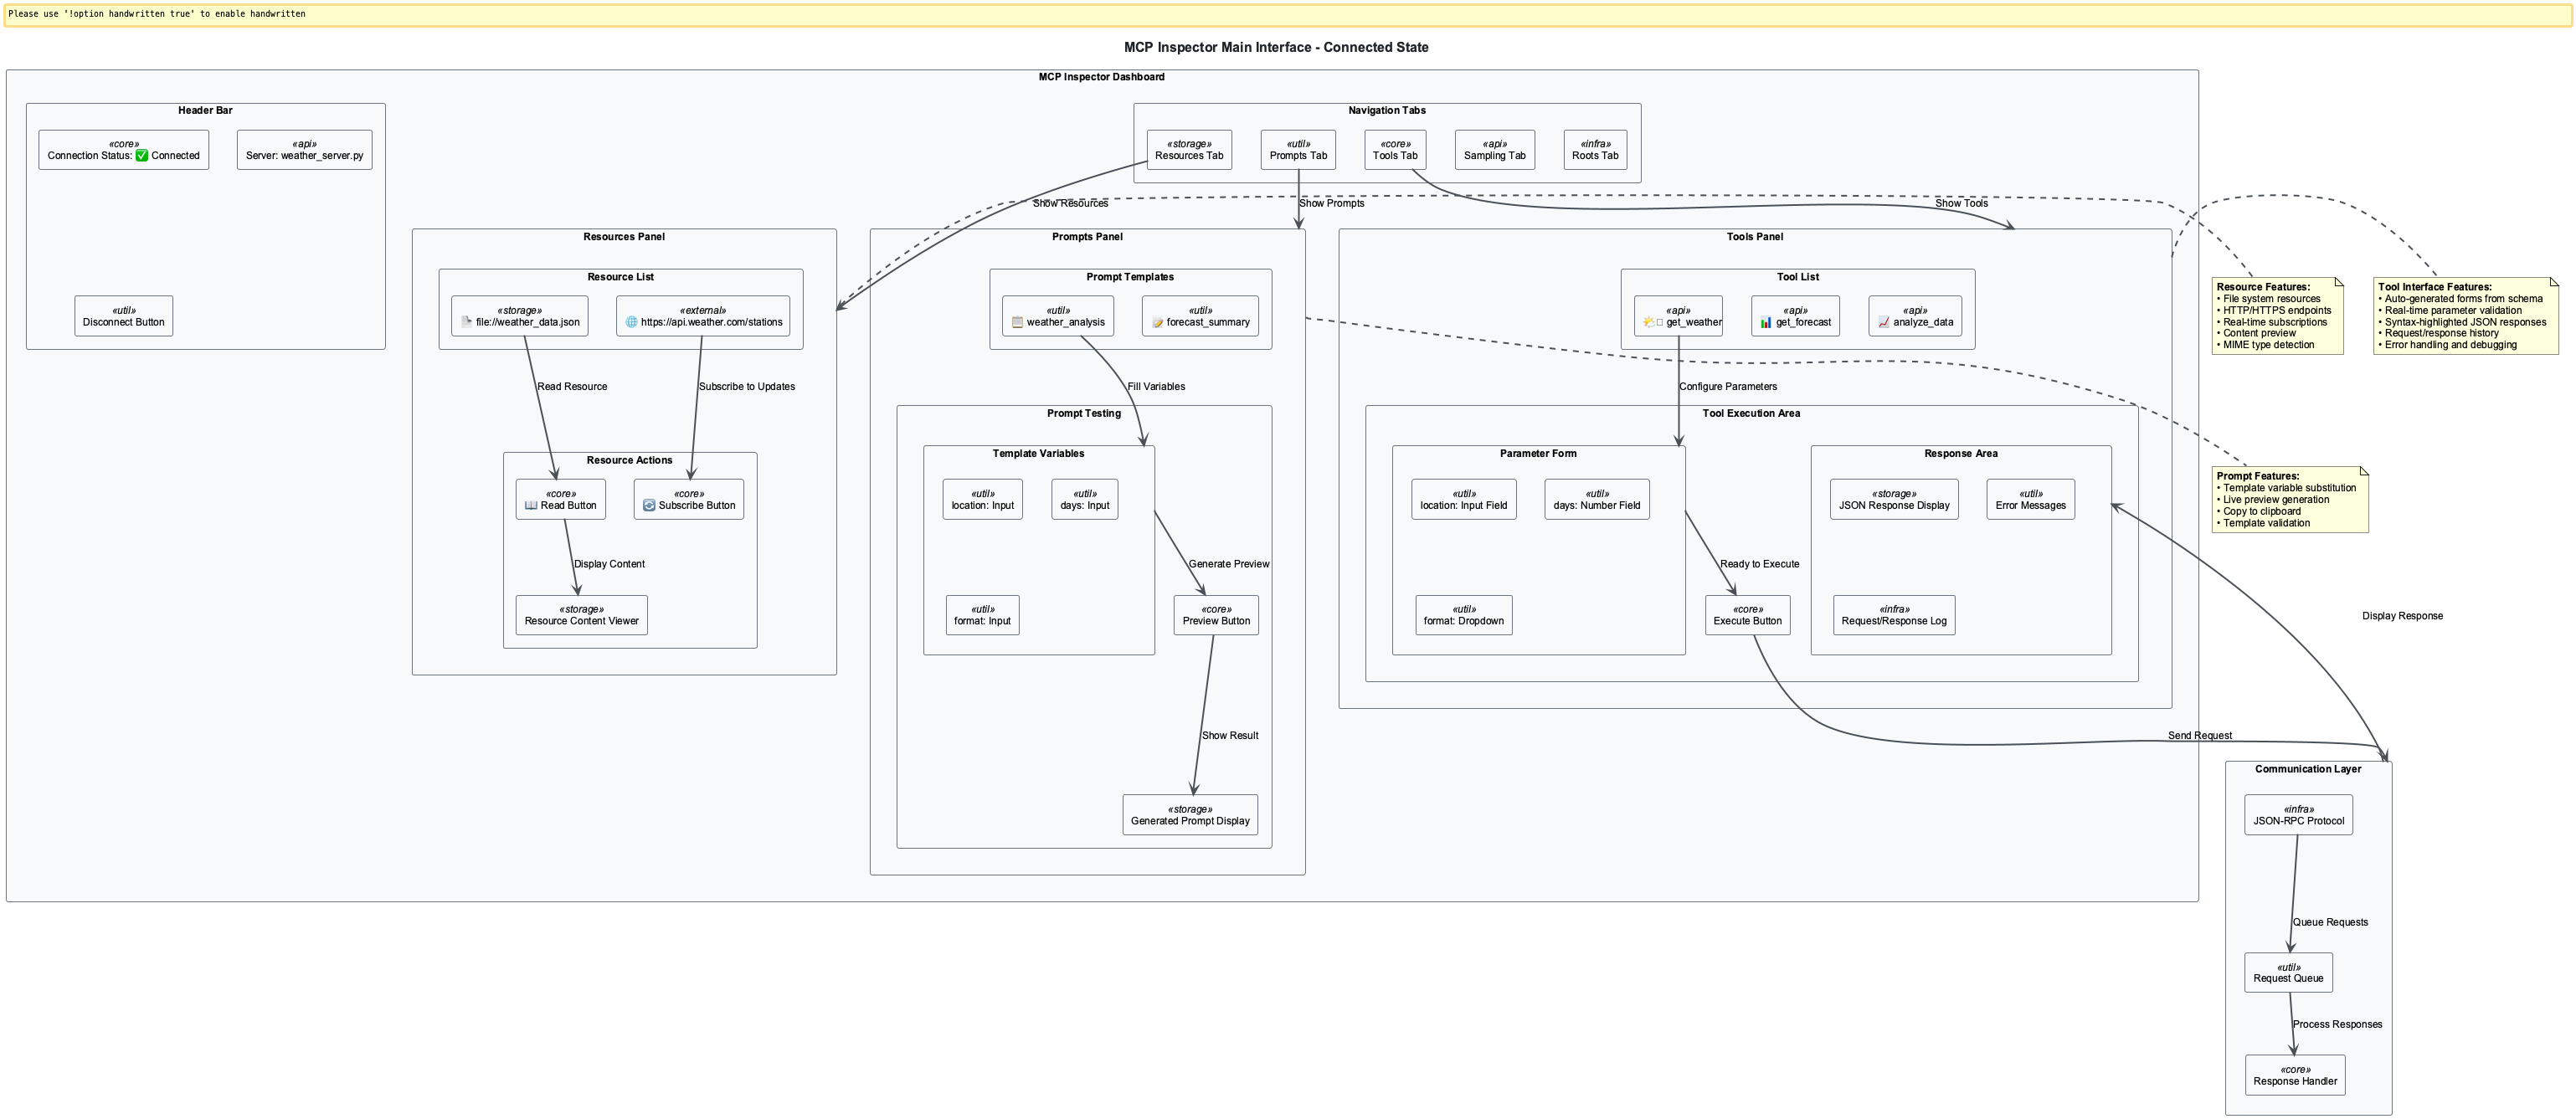 Please use '!option handwritten true' to enable handwritten
MCP Inspector Main Interface - Connected State
MCP Inspector Dashboard
Header Bar
«core»
Connection Status: ✅ Connected
«api»
Server: weather_server.py
«util»
Disconnect Button
Navigation Tabs
«storage»
Resources Tab
«util»
Prompts Tab
«core»
Tools Tab
«api»
Sampling Tab
«infra»
Roots Tab
Show Resources
Show Prompts
Show Tools
Resources Panel
Resource List
«storage»
📄 file://weather_data.json
«external»
🌐 https://api.weather.com/stations
Read Resource
Subscribe to Updates
Resource Actions
«core»
📖 Read Button
«core»
🔄 Subscribe Button
Display Content
«storage»
Resource Content Viewer
Prompts Panel
Prompt Templates
«util»
📋 weather_analysis
«util»
📝 forecast_summary
Fill Variables
Prompt Testing
Template Variables
«util»
location: Input
«util»
days: Input
«util»
format: Input
Generate Preview
«core»
Preview Button
Show Result
«storage»
Generated Prompt Display
Tools Panel
Tool List
«api»
🌤 get_weather
«api»
📊 get_forecast
«api»
📈 analyze_data
Configure Parameters
Tool Execution Area
Parameter Form
«util»
location: Input Field
«util»
days: Number Field
«util»
format: Dropdown
Ready to Execute
«core»
Execute Button
Response Area
«storage»
JSON Response Display
«util»
Error Messages
«infra»
Request/Response Log
Send Request
Display Response
Resource Features:
• File system resources
• HTTP/HTTPS endpoints
• Real-time subscriptions
• Content preview
• MIME type detection
Tool Interface Features:
• Auto-generated forms from schema
• Real-time parameter validation
• Syntax-highlighted JSON responses
• Request/response history
• Error handling and debugging
Prompt Features:
• Template variable substitution
• Live preview generation
• Copy to clipboard
• Template validation
Communication Layer
«infra»
JSON-RPC Protocol
Queue Requests
«util»
Request Queue
Process Responses
«core»
Response Handler